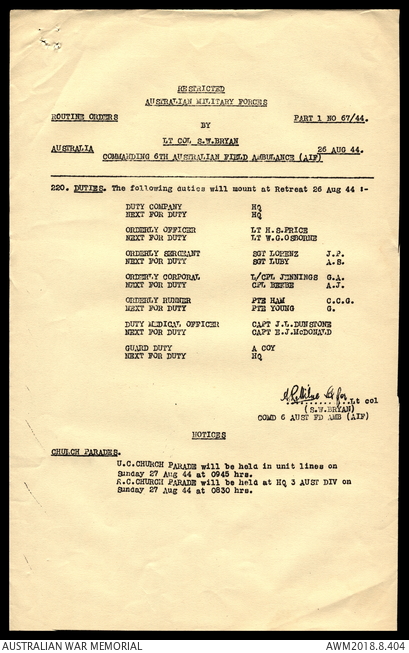 RESTRICTED
AUSTRALIAN MILITARY FORCES
ROUTINE ORDERS PART 1 NO 67/44.
BY
LT COL S.W.BRYAN
AUSTRALIA 26 AUG 44.
COMMANDING 6TH AUSTRALIAN FIELD AMBULANCE (AIF)
220. DUTIES. The following duties will mount at Retreat 26 Aug 44 :-
DUTY COMPANY HQ
NEXT FOR DUTY HQ
ORDERLY OFFICER LT H.S.PRICE
NEXT FOR DUTY LT W.G.OSBORNE
ORDERLY SERGEANT SGT LORENZ J.P.
NEXT FOR DUTY SGT LUBY A.S.
ORDERLY CORPORAL L/CPL JENNINGS G.A.
NEXT FOR DUTY CPL BEEBE A.J.
ORDERLY RUNNER PTE HAM C.C.G.
NEXT FOR DUTY PTE YOUNG G.
DUTY MEDICAL OFFICER CAPT J.L.DUNSTONE
NEXT FOR DUTY CAPT E.J.McDONALD
GUARD DUTY A COY
NEXT FOR DUTY HQ
Lt col
(S.W.BRYAN)
COMD 6 AUST FD AMB (AIF)
NOTICES
CHURCH PARADES.
U.C.CHURCH PARADE will be held in unit lines on
Sunday 27 Aug 44 at 0945 hrs.
R.C.CHURCH PARADE will be held at HQ 3 AUST DIV on
Sunday 27 Aug 44 at 0830 hrs.
AUSTRALIAN WAR MEMORIAL AWM2018.8.404